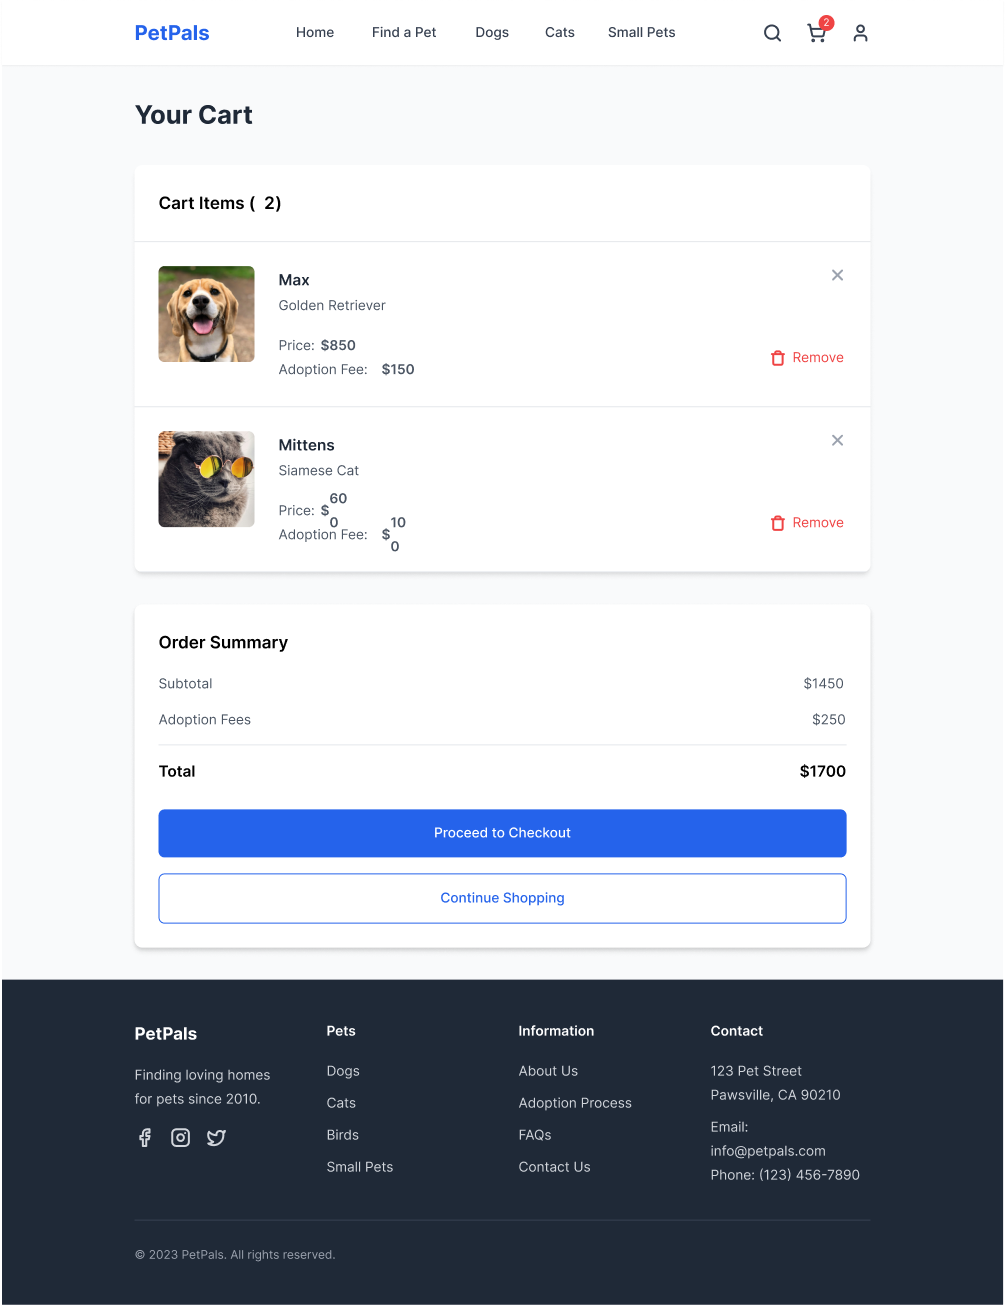 PetPals
Home Find a Pet Dogs Cats Small Pets
2
Your Cart
Cart Items ( 2)
Max
Golden Retriever
Price: $850
Adoption Fee: $150
Remove
Mittens
Siamese Cat
Price: $600
Adoption Fee: $100
Remove
Order Summary
Subtotal $1450
Adoption Fees $250
Total $1700
Proceed to Checkout
Continue Shopping
PetPals
Finding loving homes
for pets since 2010.
Pets
Dogs
Cats
Birds
Small Pets
Information
About Us
Adoption Process
FAQs
Contact Us
Contact
123 Pet Street
Pawsville, CA 90210
Email:
info@petpals.com
Phone: (123) 456-7890
© 2023 PetPals. All rights reserved.